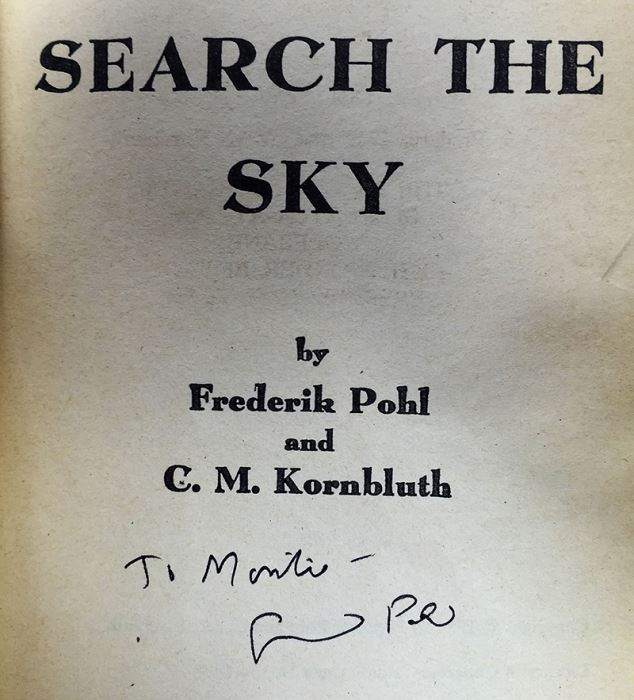 SEARCH THE
SKY
by
Frederik Pohl
and
C. M. Kornbluth
To
Pohl